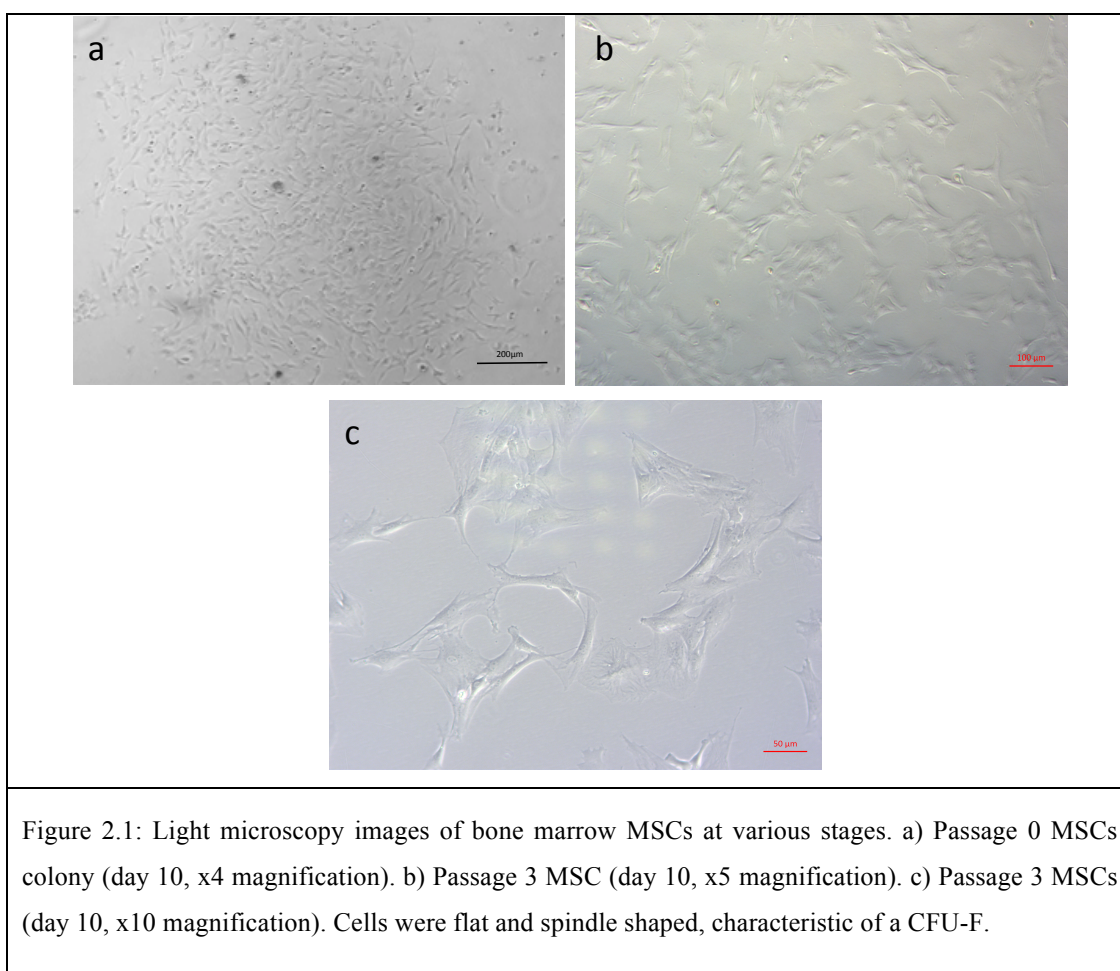 a
b
200µm
100 µm
c
50 µm
Figure 2.1: Light microscopy images of bone marrow MSCs at various stages. a) Passage 0 MSCs
colony (day 10, x4 magnification). b) Passage 3 MSC (day 10, x5 magnification). c) Passage 3 MSCs
(day 10, x10 magnification). Cells were flat and spindle shaped, characteristic of a CFU-F.